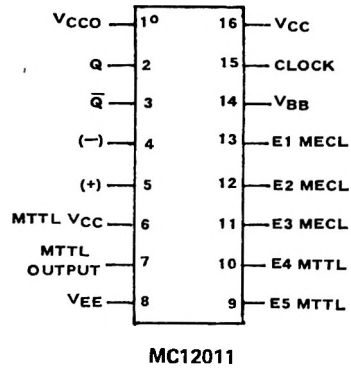 VCCO 1 16 VCC
Q 2 15 CLOCK
Q̅ 3 14 VBB
(−) 4 13 E1 MECL
(+) 5 12 E2 MECL
MTTL VCC 6 11 E3 MECL
MTTL
OUTPUT 7 10 E4 MTTL
VEE 8 9 E5 MTTL
MC12011